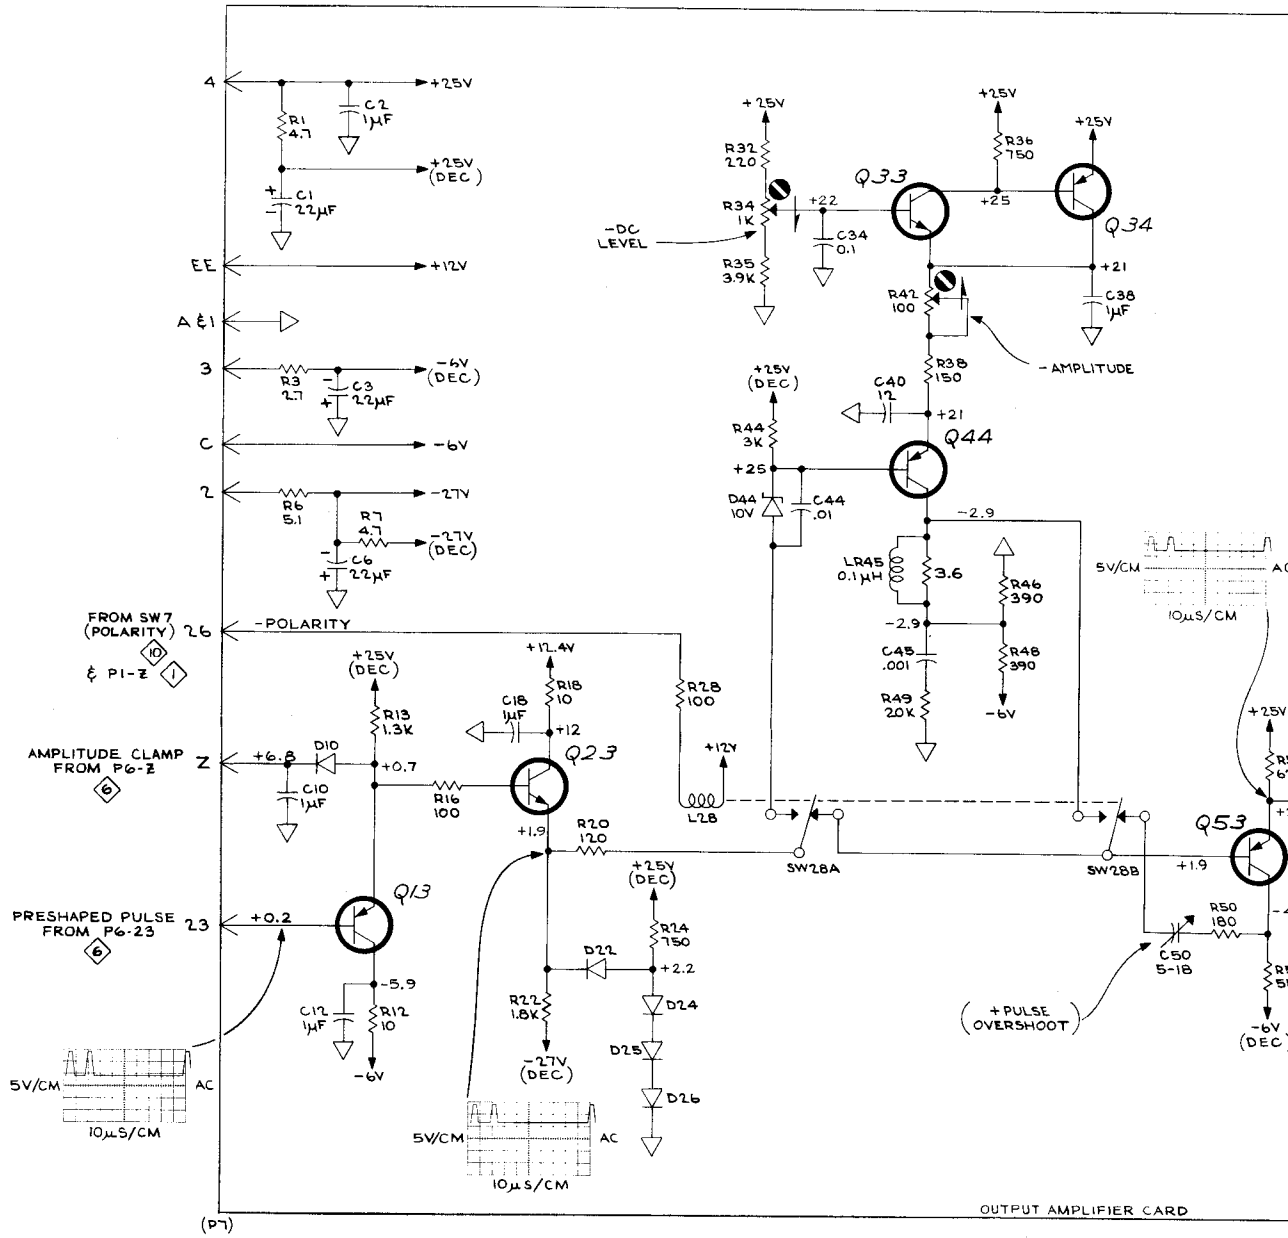 4
+25V
C2
1µF
R1
4.7
+25V
(DEC)
C1
22µF
+
-
EE
+12V
A &1
3
R3
2.7
-6V
(DEC)
-
+
C3
22µF
C
-6V
2
R6
5.1
-27V
R7
4.7
-27V
(DEC)
-
+
C6
22µF
FROM SW7
(POLARITY)
10
& P1-Z
1
26
-POLARITY
+25V
(DEC)
R13
1.3K
AMPLITUDE CLAMP
FROM P6-Z
6
Z
+6.8
D10
+0.7
C10
1µF
R16
100
+12.4V
R18
10
C18
1µF
+12
Q23
+1.9
R20
120
R28
100
+12V
L28
SW28A
SW28B
PRESHAPED PULSE
FROM P6-23
6
23
+0.2
Q13
-5.9
C12
1µF
R12
10
-6V
5V/CM
AC
10µS/CM
+25V
(DEC)
R24
750
D22
+2.2
R22
1.8K
-27V
(DEC)
D24
D25
D26
5V/CM
AC
10µS/CM
+25V
R32
220
R34
1K
-DC
LEVEL
R35
3.9K
+22
C34
0.1
Q33
+25V
R36
750
+25
+25V
Q34
+21
C38
1µF
R42
100
-AMPLITUDE
R38
150
C40
12
+21
Q44
+25V
(DEC)
R44
3K
+25
D44
10V
C44
.01
-2.9
LR45
0.1µH
3.6
-2.9
R46
390
R48
390
-6V
C45
.001
R49
20K
5V/CM
AC
10µS/CM
+25V
Q53
+1.9
R50
180
C50
5-18
(+PULSE
OVERSHOOT)
-6V
(DEC)
OUTPUT AMPLIFIER CARD
(P7)